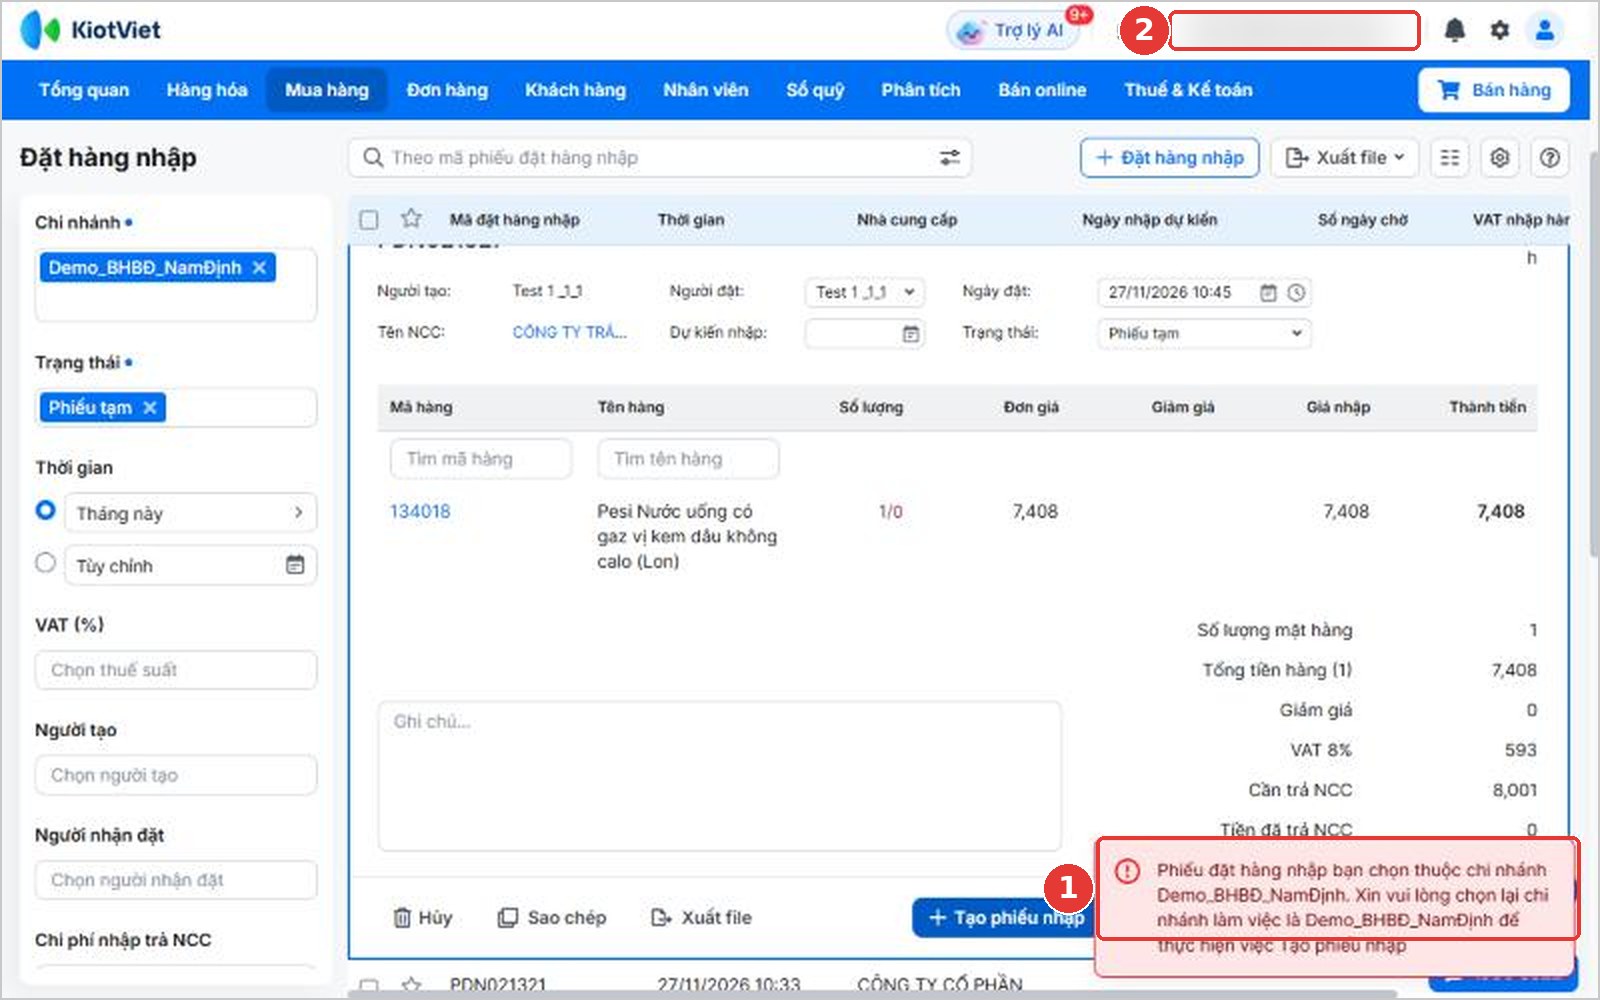 KiotViet
Trợ lý AI
9+
2
Tổng quan
Hàng hóa
Mua hàng
Đơn hàng
Khách hàng
Nhân viên
Sổ quỹ
Phân tích
Bán online
Thuế & Kế toán
Bán hàng
Đặt hàng nhập
Theo mã phiếu đặt hàng nhập
Đặt hàng nhập
Xuất file
Chi nhánh
Demo_BHBĐ_NamĐịnh
Trạng thái
Phiếu tạm
Thời gian
Tháng này
Tùy chỉnh
VAT (%)
Chọn thuế suất
Người tạo
Chọn người tạo
Người nhận đặt
Chọn người nhận đặt
Chi phí nhập trả NCC
Mã đặt hàng nhập Thời gian Nhà cung cấp Ngày nhập dự kiến Số ngày chờ VAT nhập hàn
h
Người tạo: Test 1_1_1 Người đặt: Test 1_1_1 Ngày đặt: 27/11/2026 10:45
Tên NCC: CÔNG TY TRÁ... Dự kiến nhập: Trạng thái: Phiếu tạm
Mã hàng Tên hàng Số lượng Đơn giá Giảm giá Giá nhập Thành tiền
Tìm mã hàng Tìm tên hàng
134018 Pesi Nước uống có 1/0 7,408 7,408 7,408
gaz vị kem dâu không
calo (Lon)
Số lượng mặt hàng 1
Tổng tiền hàng (1) 7,408
Giảm giá 0
VAT 8% 593
Cần trả NCC 8,001
Tiền đã trả NCC 0
Ghi chú...
Hủy
Sao chép
Xuất file
Tạo phiếu nhập
1
Phiếu đặt hàng nhập bạn chọn thuộc chi nhánh
Demo_BHBĐ_NamĐịnh. Xin vui lòng chọn lại chi
nhánh làm việc là Demo_BHBĐ_NamĐịnh để
thực hiện việc Tạo phiếu nhập
PDN021321 27/11/2026 10:33 CÔNG TY CỔ PHẦN